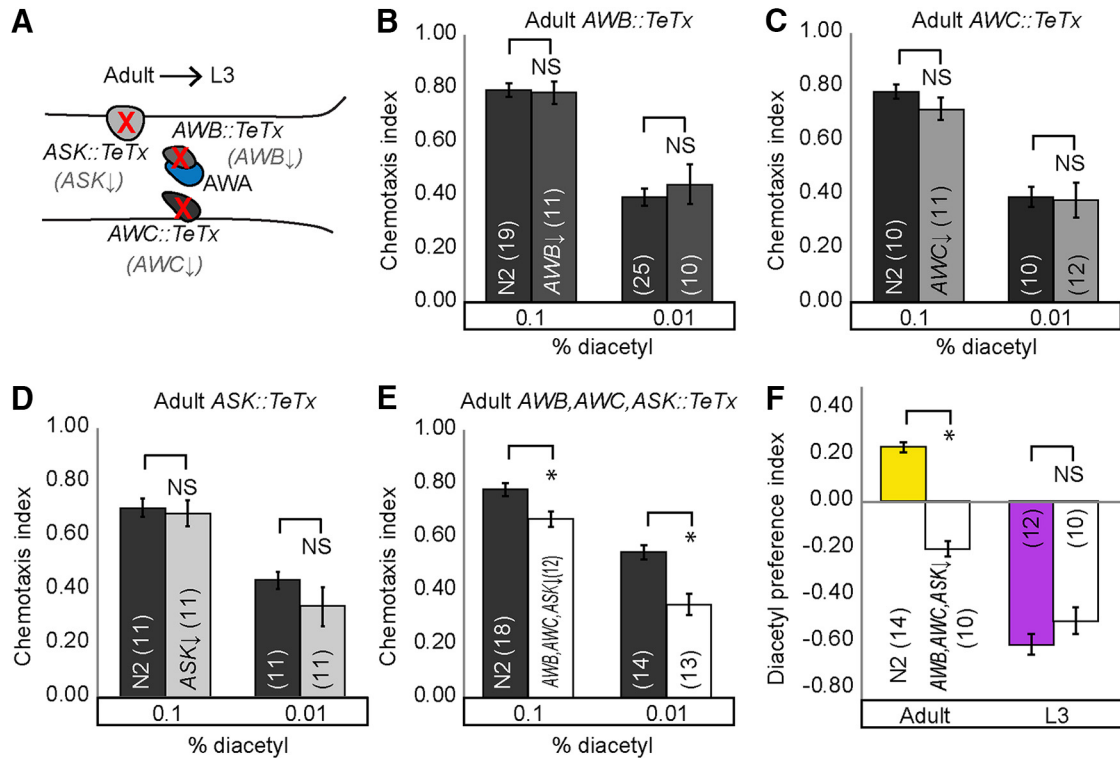 A
Adult → L3
X
AWB::TeTx
ASK::TeTx
X
(AWB↓)
(ASK↓)
AWA
X
AWC::TeTx
(AWC↓)
B
Adult AWB::TeTx
Chemotaxis index
1.00
0.80
0.60
0.40
0.20
0.00
NS
NS
N2 (19)
AWB↓ (11)
(25)
(10)
0.1
0.01
% diacetyl
C
Adult AWC::TeTx
Chemotaxis index
1.00
0.80
0.60
0.40
0.20
0.00
NS
NS
N2 (10)
AWC↓ (11)
(10)
(12)
0.1
0.01
% diacetyl
D
Adult ASK::TeTx
Chemotaxis index
1.00
0.80
0.60
0.40
0.20
0.00
NS
NS
N2 (11)
ASK↓ (11)
(11)
(11)
0.1
0.01
% diacetyl
E
Adult AWB,AWC,ASK::TeTx
Chemotaxis index
1.00
0.80
0.60
0.40
0.20
0.00
*
*
N2 (18)
AWB,AWC,ASK↓(12)
(14)
(13)
0.1
0.01
% diacetyl
F
Diacetyl preference index
0.40
0.20
0.00
-0.20
-0.40
-0.60
-0.80
*
NS
N2 (14)
AWB,AWC,ASK↓
(10)
(12)
(10)
Adult
L3